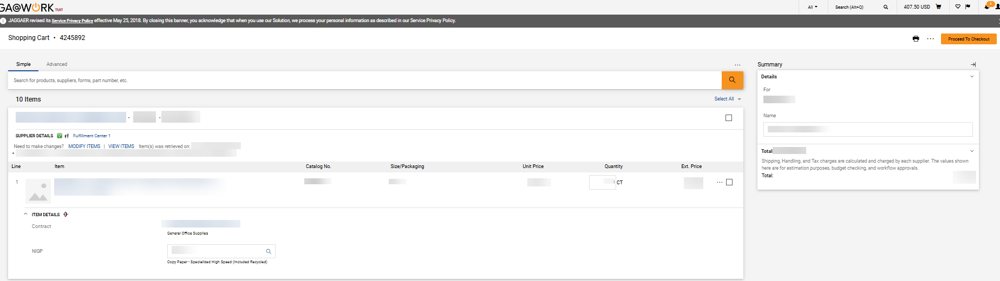 GA@WORK TUIT
All
Search (Alt+Q)
407.50 USD
1
JAGGAER revised its Service Privacy Policy effective May 25, 2018. By closing this banner, you acknowledge that when you use our Solution, we process your personal information as described in our Service Privacy Policy.
Shopping Cart • 4245892
Proceed To Checkout
Simple
Advanced
Search for products, suppliers, forms, part number, etc.
10 Items
Select All
SUPPLIER DETAILS
Fulfillment Center 1
Need to make changes? MODIFY ITEMS | VIEW ITEMS Item(s) was retrieved on:
Line Item Catalog No. Size/Packaging Unit Price Quantity Ext. Price
1
CT
ITEM DETAILS
Contract
General Office Supplies
NIGP
Copy Paper - Specialized High Speed (Included Recycled)
Summary
Details
For
Name
Total
Shipping, Handling, and Tax charges are calculated and charged by each supplier. The values shown
here are for estimation purposes, budget checking, and workflow approvals.
Total: